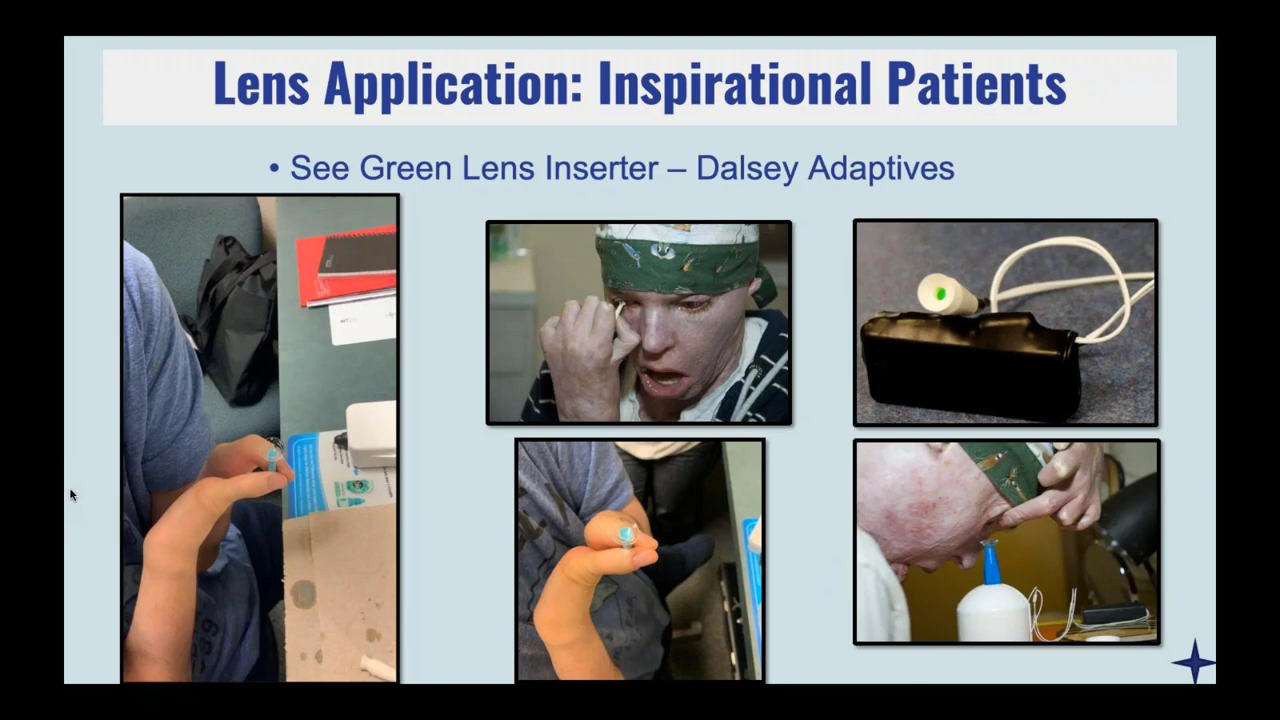 Lens Application: Inspirational Patients
• See Green Lens Inserter – Dalsey Adaptives